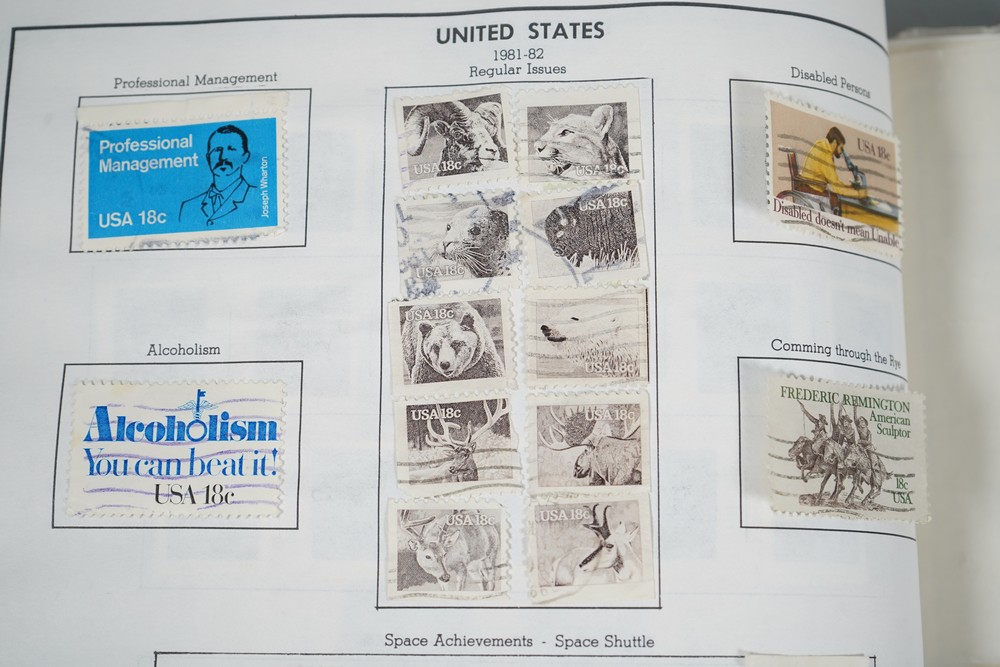 UNITED STATES
1981-82
Regular Issues
Professional Management
Professional
Management
USA 18c
Joseph Wharton
Disabled Persons
USA 18c
Disabled doesn't mean Unable
USA 18c
USA 18c
USA 18c
USA 18c
USA 18c
USA 18c
USA 18c
USA 18c
USA 18c
USA 18c
Alcoholism
Alcoholism
You can beat it!
USA 18c
Comming through the Rye
FREDERIC REMINGTON
American
Sculptor
18c
USA
Space Achievements - Space Shuttle